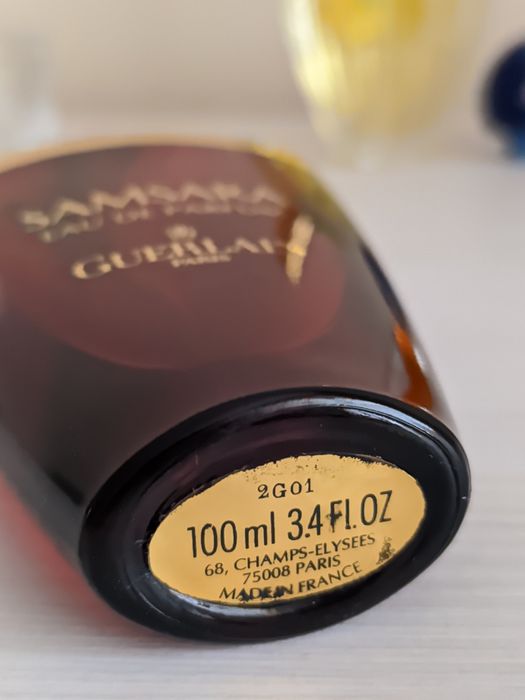 SAMSARA
EAU DE PARFUM
GUERLAIN
PARIS
2G01
100 ml 3.4 Fl. OZ
68, CHAMPS-ELYSEES
75008 PARIS
MADE IN FRANCE